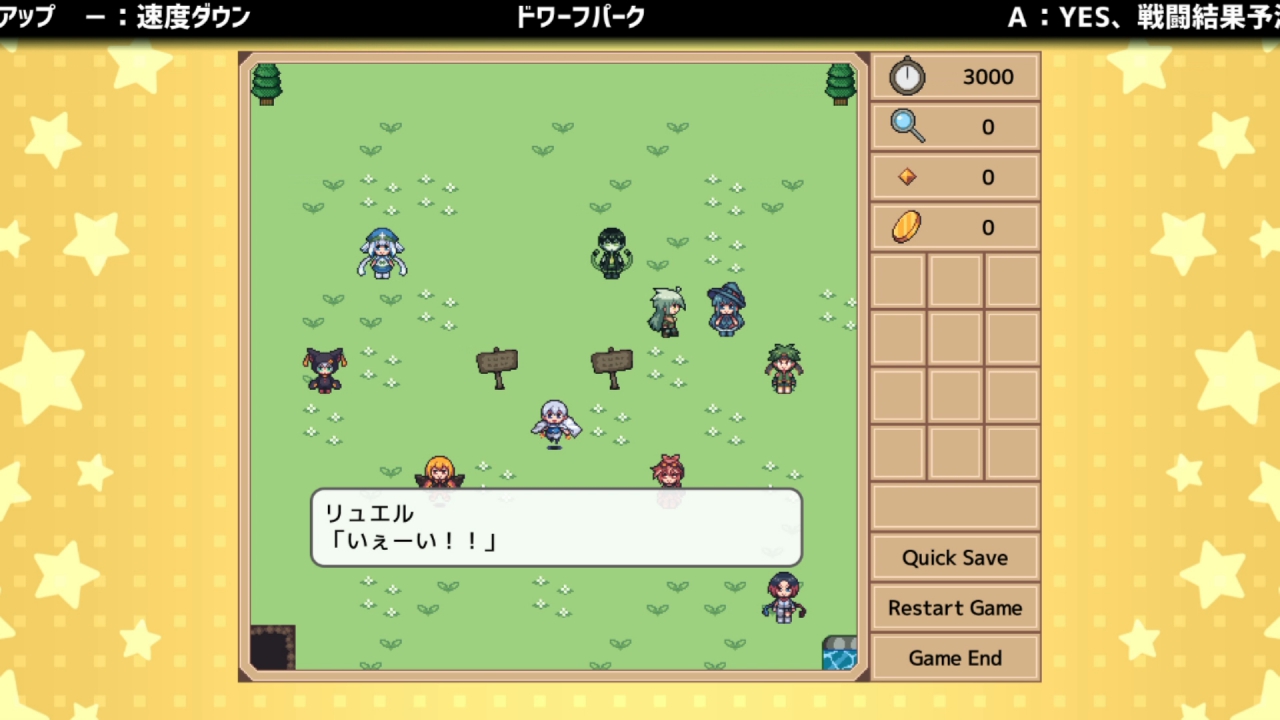 アップ　－：速度ダウン
ドワーフパーク
A：YES、戦闘結果予
3000
0
0
0
リュエル
「いぇーい！！」
Quick Save
Restart Game
Game End